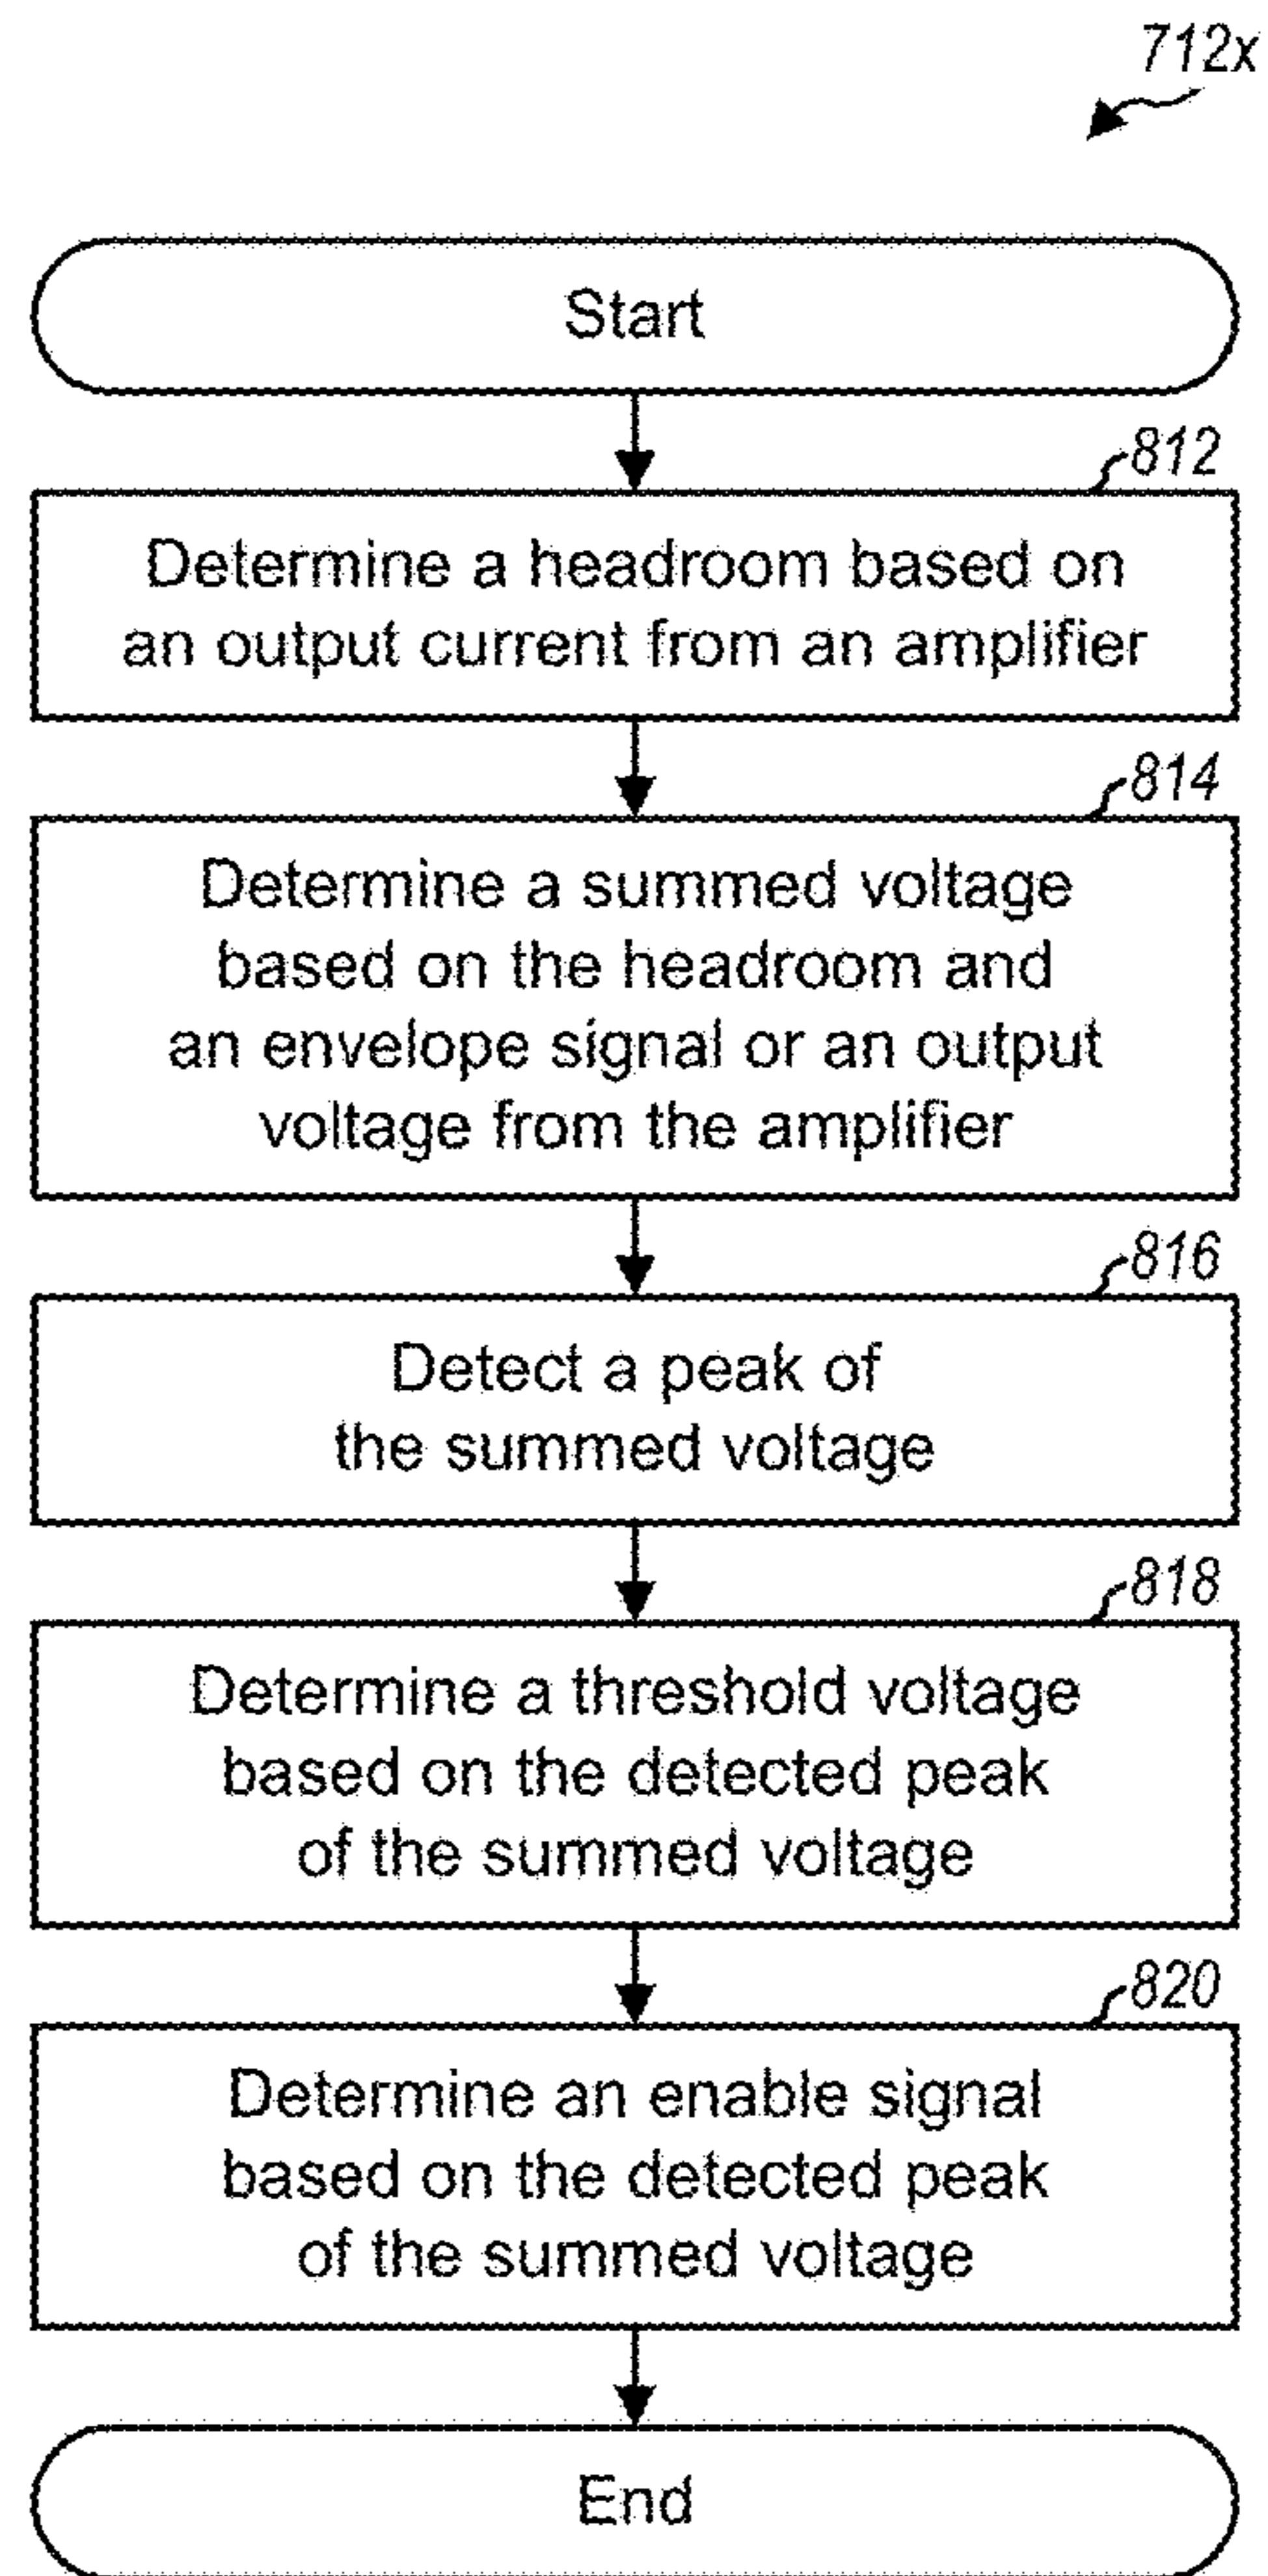 712x
Start
812
Determine a headroom based on
an output current from an amplifier
814
Determine a summed voltage
based on the headroom and
an envelope signal or an output
voltage from the amplifier
816
Detect a peak of
the summed voltage
818
Determine a threshold voltage
based on the detected peak
of the summed voltage
820
Determine an enable signal
based on the detected peak
of the summed voltage
End